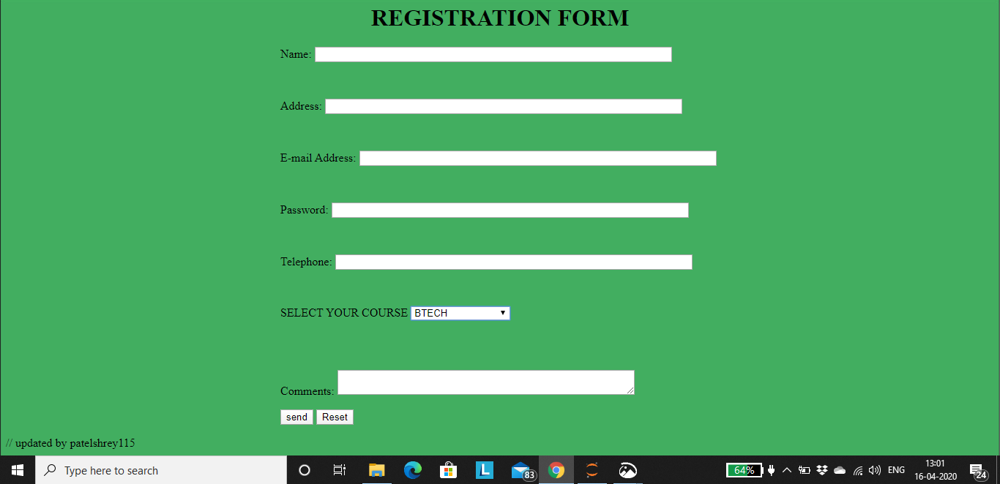 REGISTRATION FORM
Name:
Address:
E-mail Address:
Password:
Telephone:
SELECT YOUR COURSE BTECH
Comments:
send Reset
// updated by patelshrey115
Type here to search
L
83
64%
ENG
13:01
16-04-2020
24